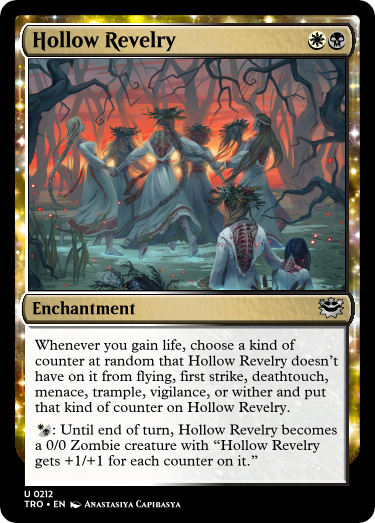 Hollow Revelry
Enchantment
Whenever you gain life, choose a kind of
counter at random that Hollow Revelry doesn't
have on it from flying, first strike, deathtouch,
menace, trample, vigilance, or wither and put
that kind of counter on Hollow Revelry.
: Until end of turn, Hollow Revelry becomes
a 0/0 Zombie creature with “Hollow Revelry
gets +1/+1 for each counter on it.”
U 0212
TRO • EN Anastasiya Capibasya